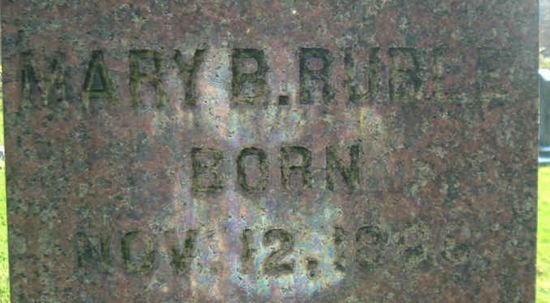 MARY B. RUBLE
BORN
NOV. 12,